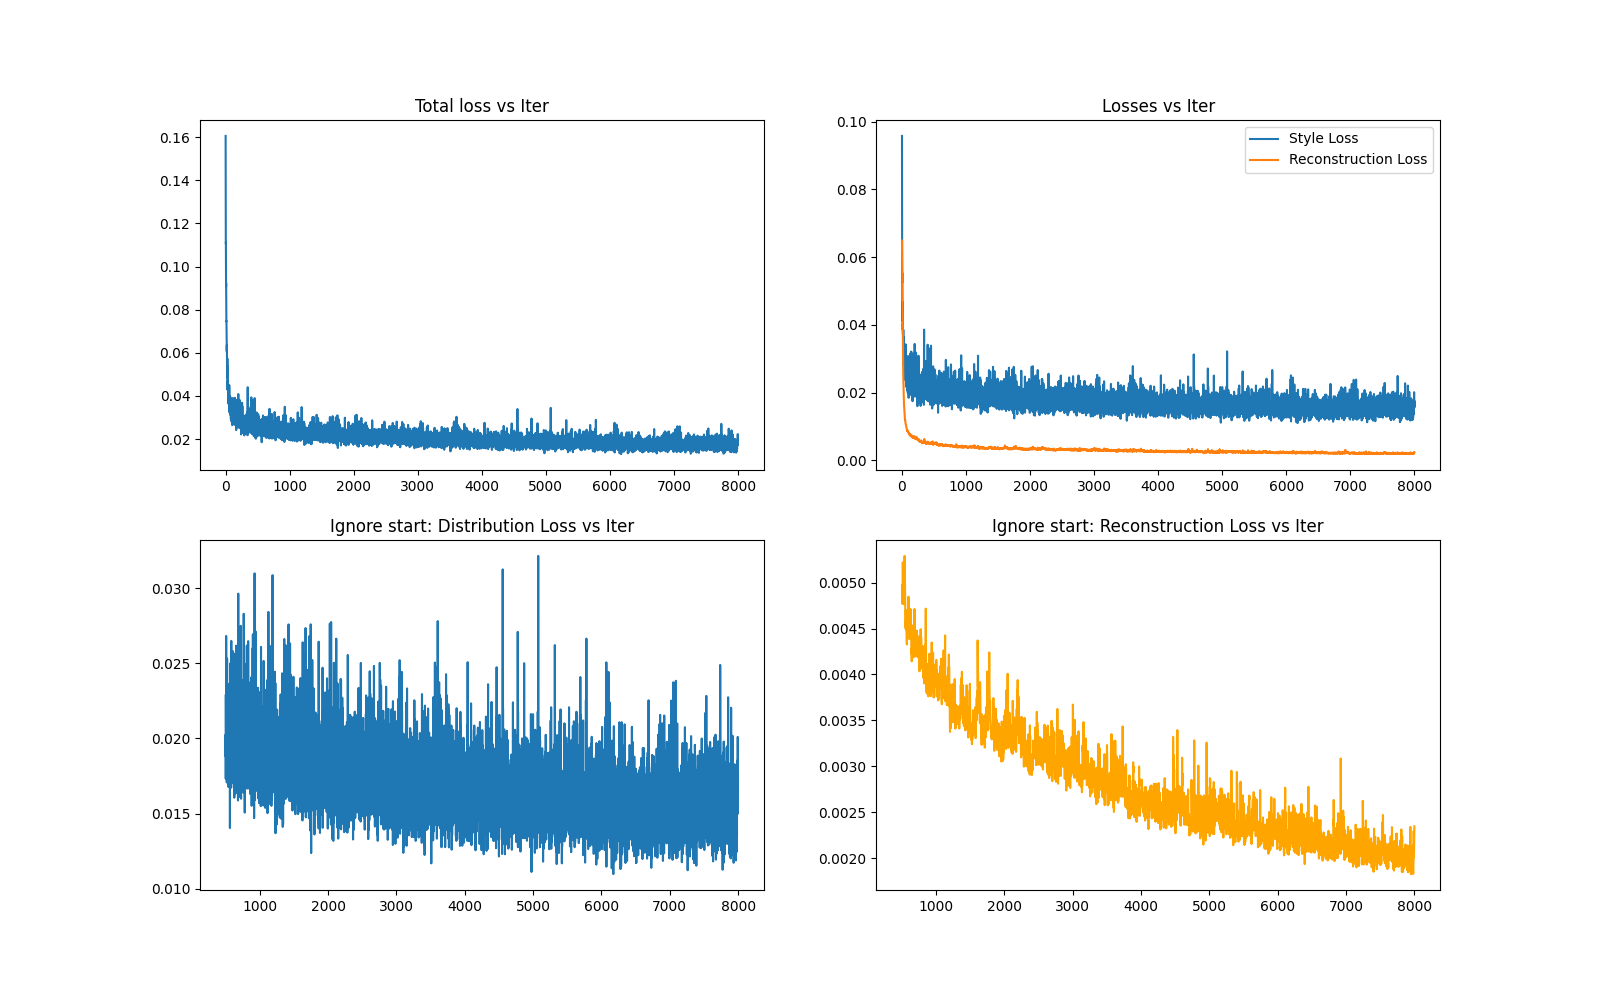 Total loss vs Iter
0.16
0.14
0.12
0.10
0.08
0.06
0.04
0.02
0 1000 2000 3000 4000 5000 6000 7000 8000
Losses vs Iter
Style Loss
Reconstruction Loss
0.10
0.08
0.06
0.04
0.02
0.00
0 1000 2000 3000 4000 5000 6000 7000 8000
Ignore start: Distribution Loss vs Iter
0.030
0.025
0.020
0.015
0.010
1000 2000 3000 4000 5000 6000 7000 8000
Ignore start: Reconstruction Loss vs Iter
0.0050
0.0045
0.0040
0.0035
0.0030
0.0025
0.0020
1000 2000 3000 4000 5000 6000 7000 8000